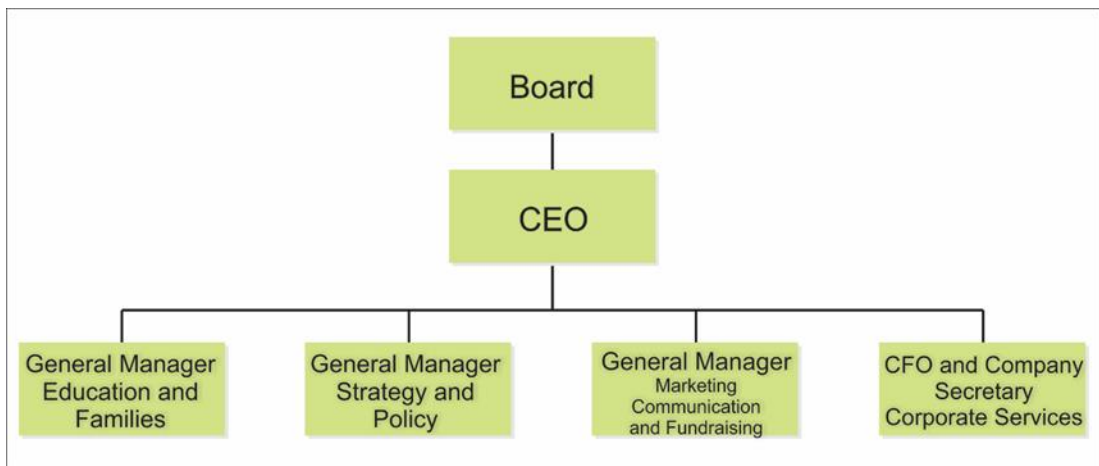 Board
CEO
General Manager
Education and
Families
General Manager
Strategy and
Policy
General Manager
Marketing
Communication
and Fundraising
CFO and Company
Secretary
Corporate Services